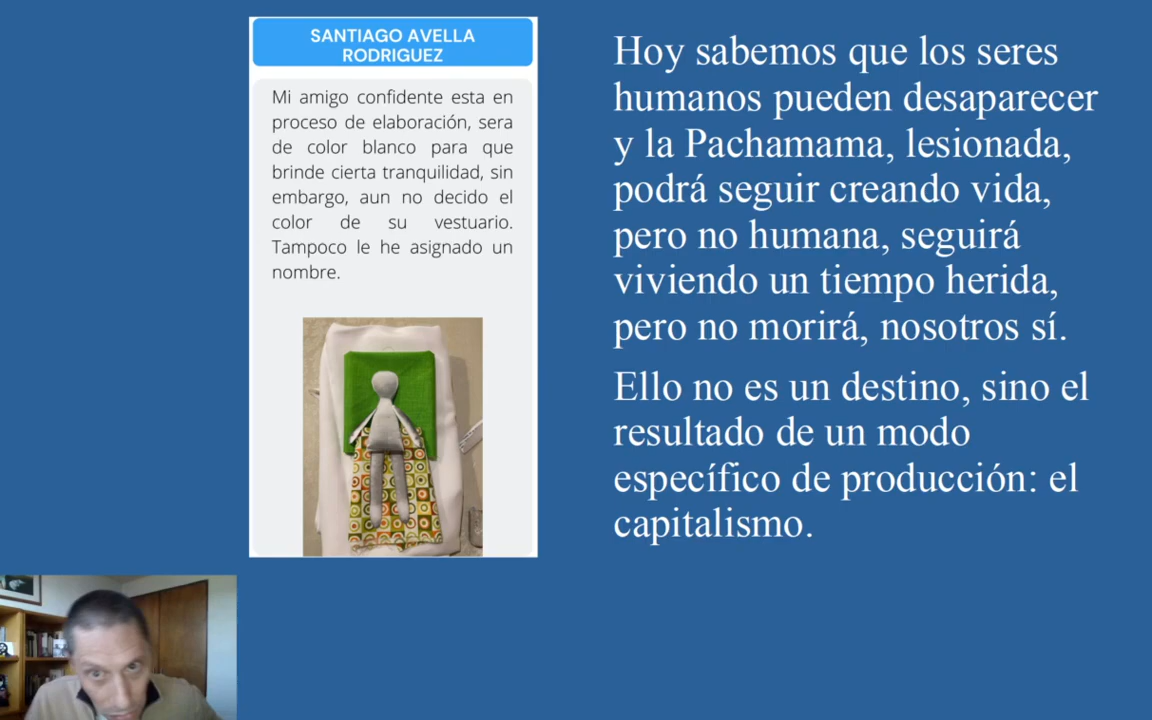 SANTIAGO AVELLA
RODRIGUEZ
Mi amigo confidente esta en
proceso de elaboración, sera
de color blanco para que
brinde cierta tranquilidad, sin
embargo, aun no decido el
color de su vestuario.
Tampoco le he asignado un
nombre.
Hoy sabemos que los seres
humanos pueden desaparecer
y la Pachamama, lesionada,
podrá seguir creando vida,
pero no humana, seguirá
viviendo un tiempo herida,
pero no morirá, nosotros sí.
Ello no es un destino, sino el
resultado de un modo
específico de producción: el
capitalismo.